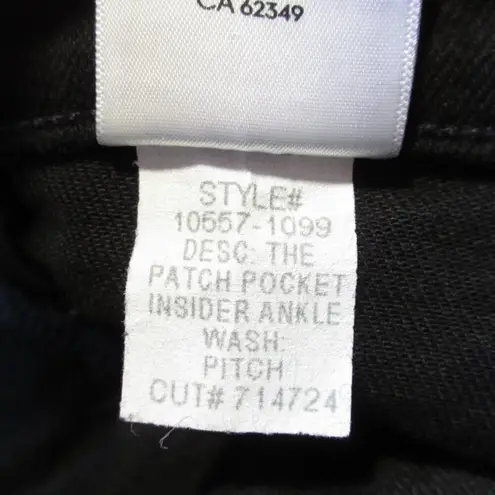 CA 62349
STYLE#
10557-1099
DESC: THE
PATCH POCKET
INSIDER ANKLE
WASH:
PITCH
CUT# 714724